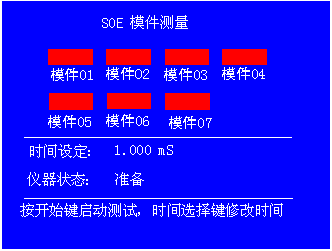 SOE 模件测量
模件01 模件02 模件03 模件04
模件05 模件06 模件07
时间设定: 1.000 mS
仪器状态: 准备
按开始键启动测试, 时间选择键修改时间